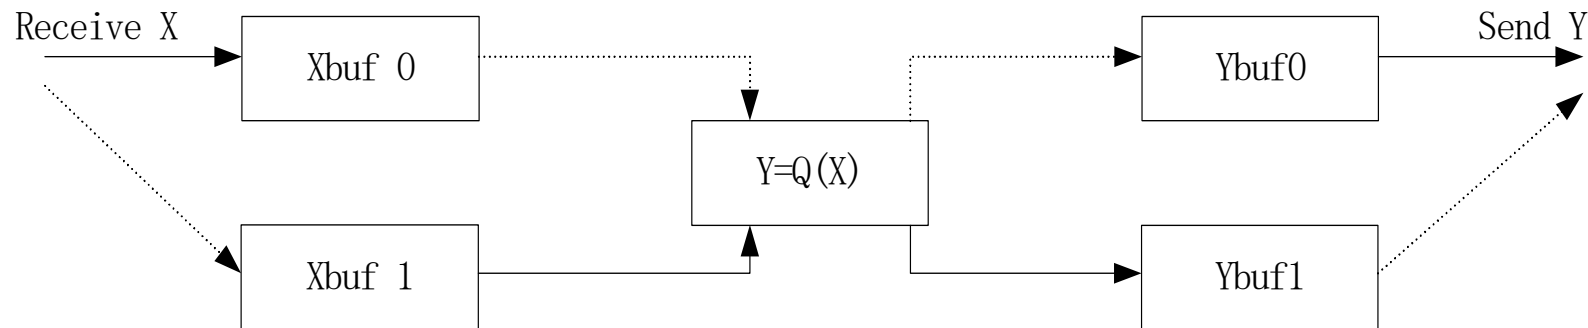 Receive X
Send Y
Xbuf 0
Ybuf0
Y=Q(X)
Xbuf 1
Ybuf1